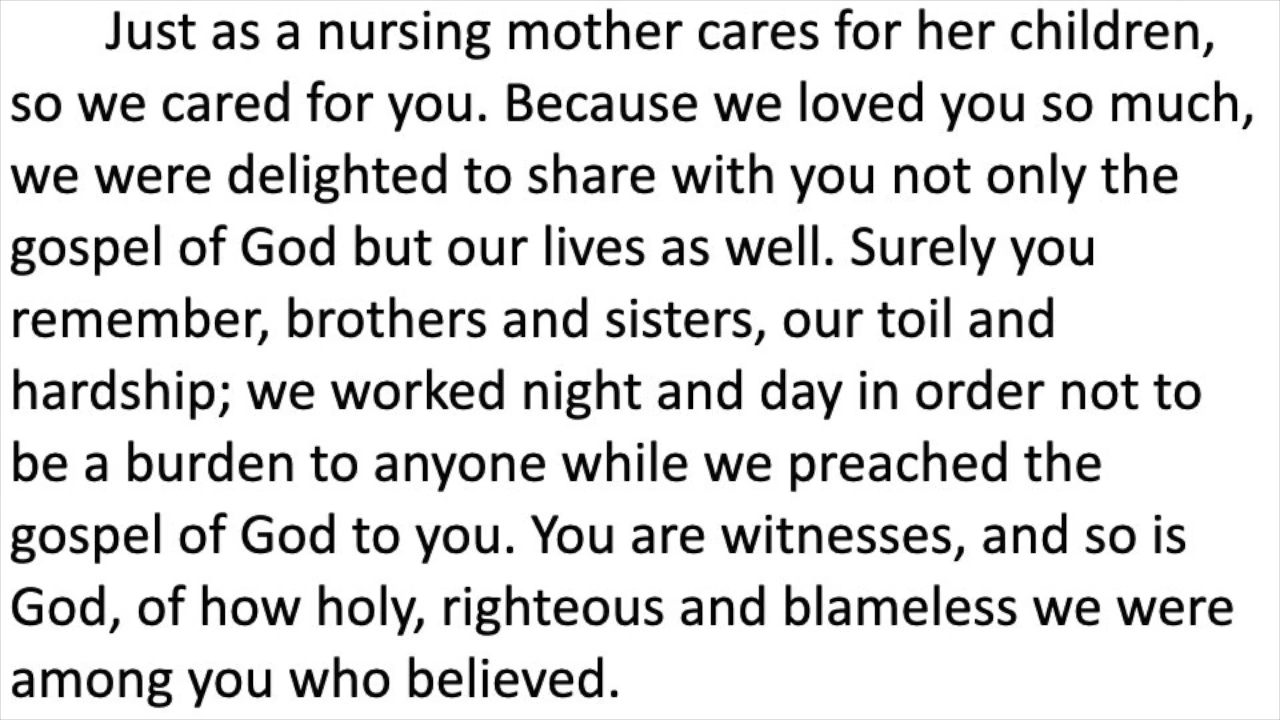 Just as a nursing mother cares for her children,
so we cared for you. Because we loved you so much,
we were delighted to share with you not only the
gospel of God but our lives as well. Surely you
remember, brothers and sisters, our toil and
hardship; we worked night and day in order not to
be a burden to anyone while we preached the
gospel of God to you. You are witnesses, and so is
God, of how holy, righteous and blameless we were
among you who believed.